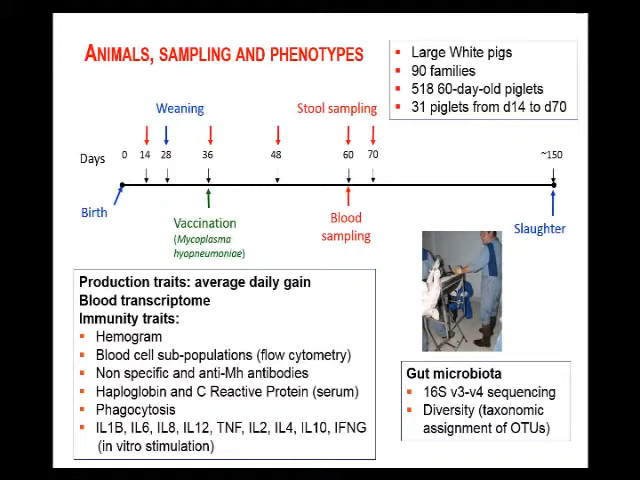 ANIMALS, SAMPLING AND PHENOTYPES
▪ Large White pigs
▪ 90 families
▪ 518 60-day-old piglets
▪ 31 piglets from d14 to d70
Weaning
Stool sampling
Days 0 14 28 36 48 60 70 ~150
Birth
Vaccination
(Mycoplasma
hyopneumoniae)
Blood
sampling
Slaughter
Production traits: average daily gain
Blood transcriptome
Immunity traits:
▪ Hemogram
▪ Blood cell sub-populations (flow cytometry)
▪ Non specific and anti-Mh antibodies
▪ Haploglobin and C Reactive Protein (serum)
▪ Phagocytosis
▪ IL1B, IL6, IL8, IL12, TNF, IL2, IL4, IL10, IFNG
(in vitro stimulation)
Gut microbiota
▪ 16S v3-v4 sequencing
▪ Diversity (taxonomic
assignment of OTUs)